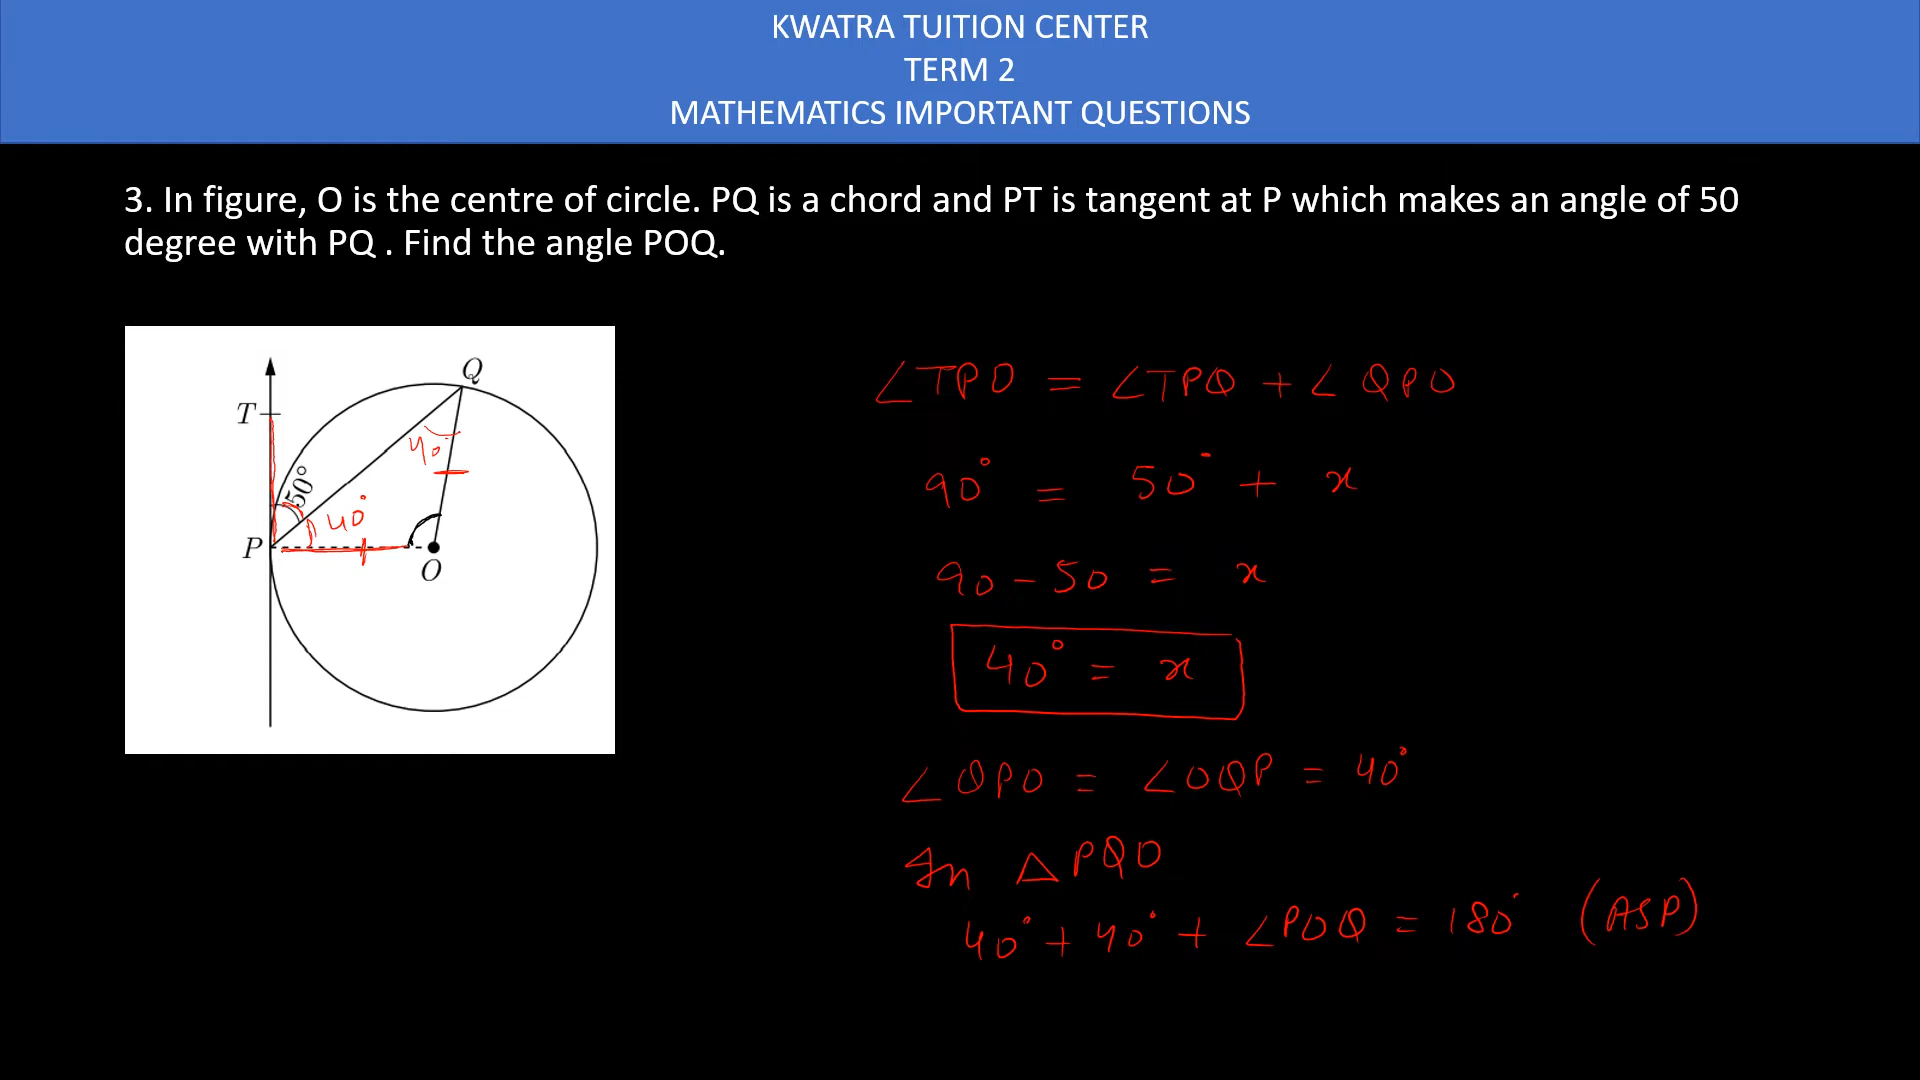 KWATRA TUITION CENTER
TERM 2
MATHEMATICS IMPORTANT QUESTIONS
3. In figure, O is the centre of circle. PQ is a chord and PT is tangent at P which makes an angle of 50
degree with PQ . Find the angle POQ.
Q
T
50°
40°
40°
P
O
∠TPO = ∠TPQ + ∠QPO
90° = 50° + x
90 - 50 = x
40° = x
∠QPO = ∠OQP = 40°
In △PQO
40° + 40° + ∠POQ = 180° (ASP)